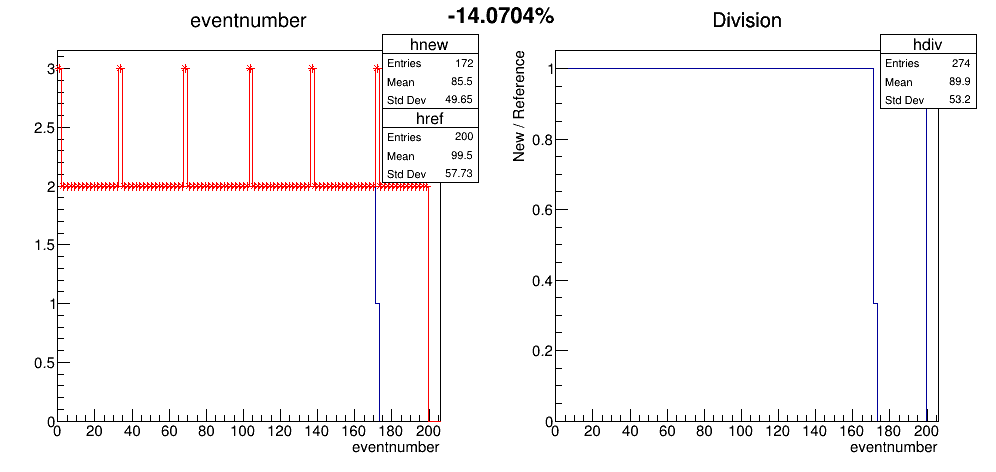 -14.0704%
eventnumber
hnew
Entries 172
Mean 85.5
Std Dev 49.65
href
Entries 200
Mean 99.5
Std Dev 57.73
3
2.5
2
1.5
1
0.5
0
0 20 40 60 80 100 120 140 160 180 200
eventnumber
Division
hdiv
Entries 274
Mean 89.9
Std Dev 53.2
New / Reference
1
0.8
0.6
0.4
0.2
0
0 20 40 60 80 100 120 140 160 180 200
eventnumber